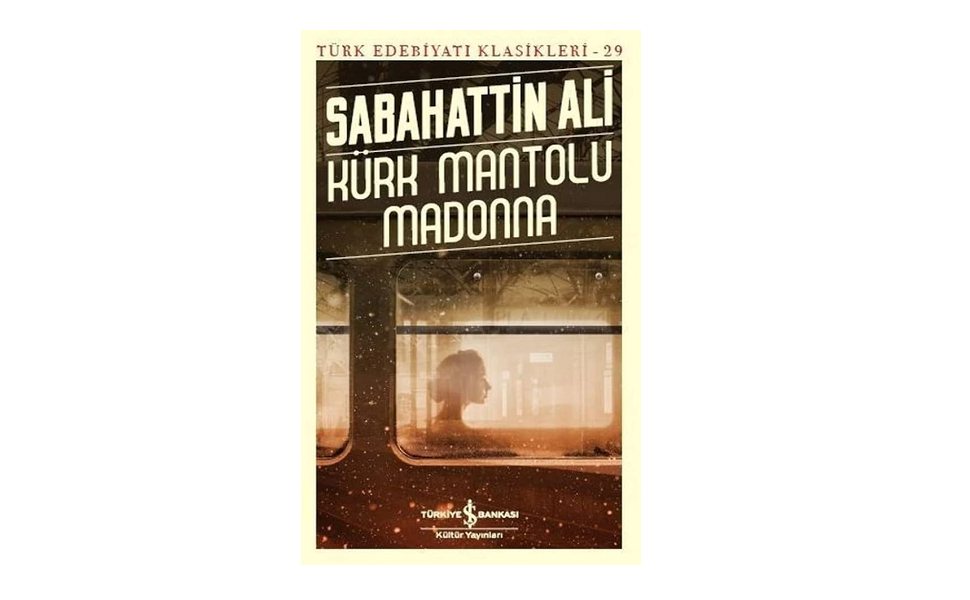 TÜRK EDEBİYATI KLASİKLERİ - 29
SABAHATTİN ALİ
KÜRK MANTOLU
MADONNA
TÜRKİYE İŞ BANKASI
Kültür Yayınları